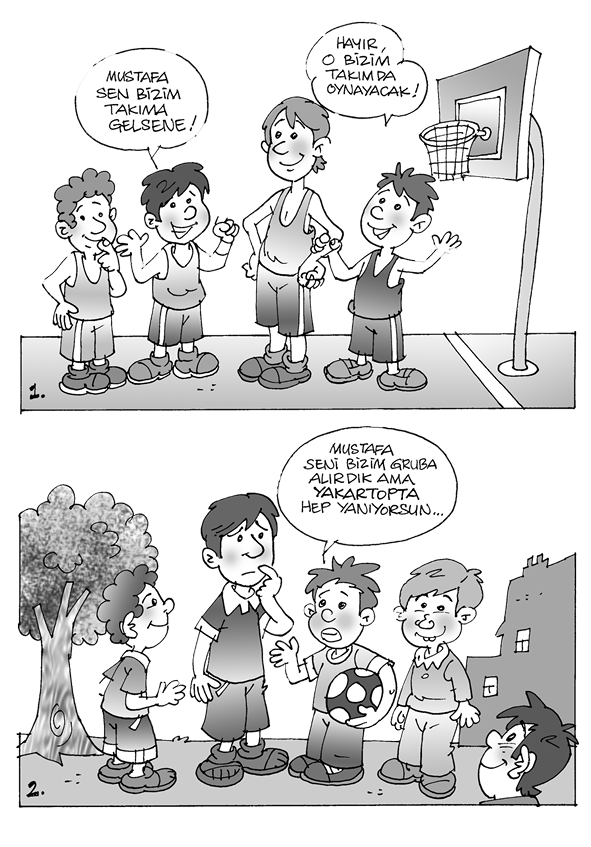 MUSTAFA
SEN BİZİM
TAKIMA
GELSENE!
HAYIR,
O BİZİM
TAKIMDA
OYNAYACAK!
1.
MUSTAFA
SENİ BİZİM GRUBA
ALIRDIK AMA
YAKARTOPTA
HEP YANIYORSUN...
2.